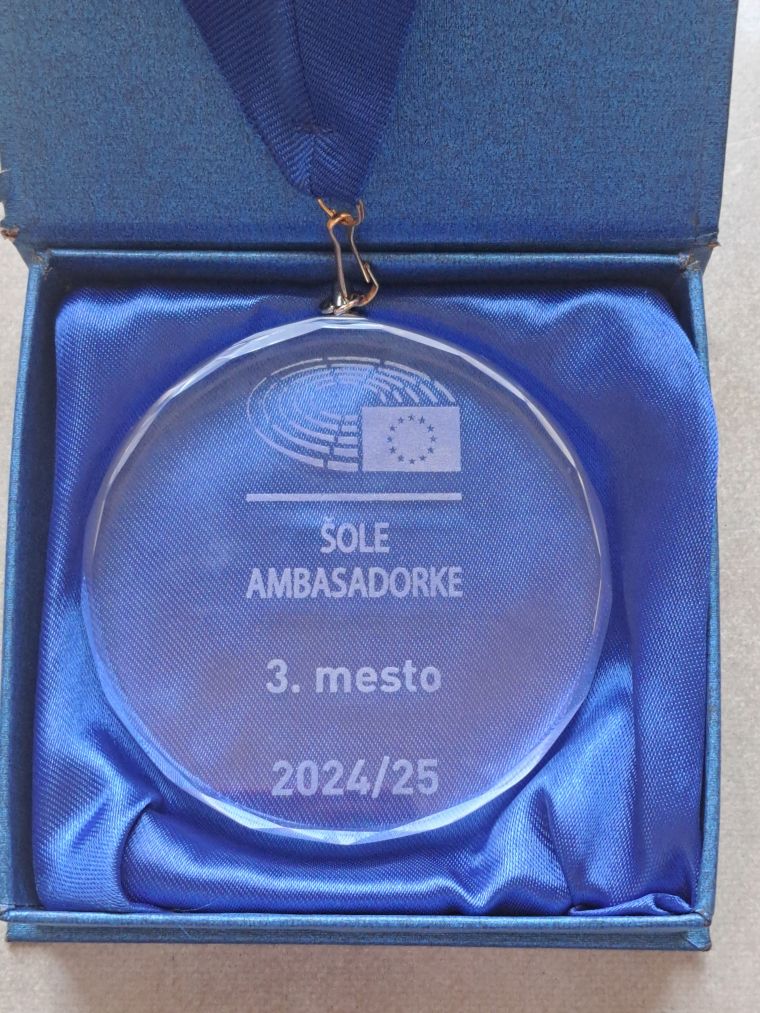 ŠOLE
AMBASADORKE
3. mesto
2024/25